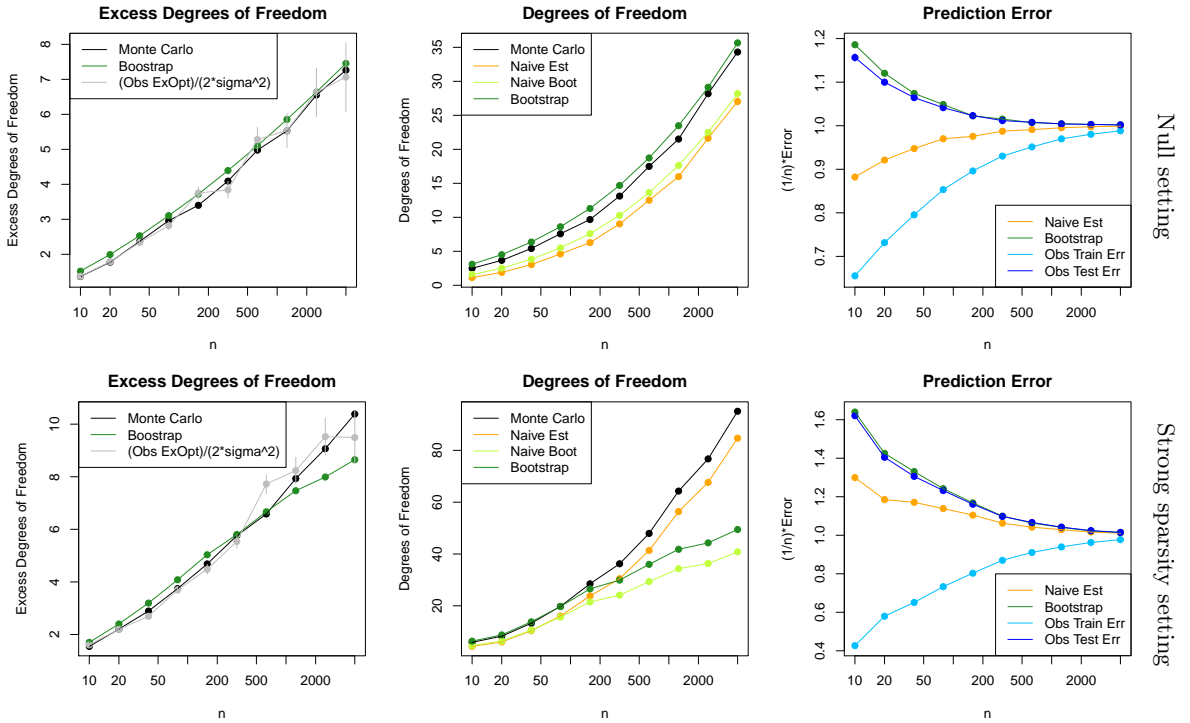 Excess Degrees of Freedom
Excess Degrees of Freedom
8
7
6
5
4
3
2
Monte Carlo
Boostrap
(Obs ExOpt)/(2*sigma^2)
10 20 50 200 500 2000
n
Degrees of Freedom
Degrees of Freedom
35
30
25
20
15
10
5
0
Monte Carlo
Naive Est
Naive Boot
Bootstrap
10 20 50 200 500 2000
n
Prediction Error
(1/n)*Error
1.2
1.1
1.0
0.9
0.8
0.7
Naive Est
Bootstrap
Obs Train Err
Obs Test Err
10 20 50 200 500 2000
n
Null setting
Excess Degrees of Freedom
Excess Degrees of Freedom
10
8
6
4
2
Monte Carlo
Boostrap
(Obs ExOpt)/(2*sigma^2)
10 20 50 200 500 2000
n
Degrees of Freedom
Degrees of Freedom
80
60
40
20
Monte Carlo
Naive Est
Naive Boot
Bootstrap
10 20 50 200 500 2000
n
Prediction Error
(1/n)*Error
1.6
1.4
1.2
1.0
0.8
0.6
0.4
Naive Est
Bootstrap
Obs Train Err
Obs Test Err
10 20 50 200 500 2000
n
Strong sparsity setting